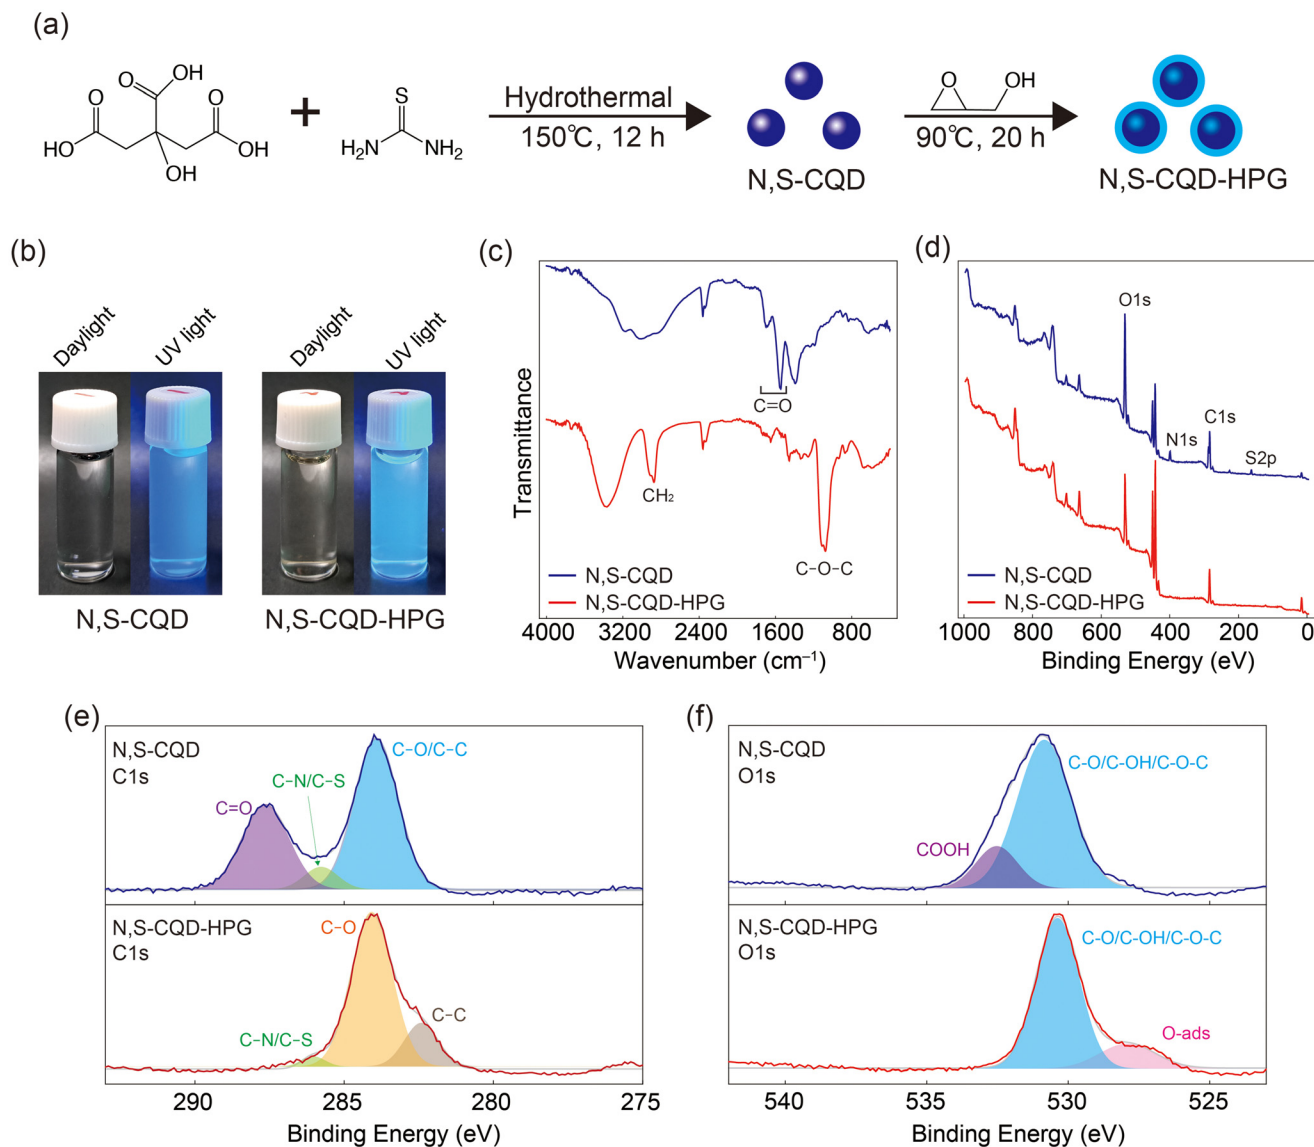 (a)
O
OH
O
O
HO
OH
OH
+
S
H₂N
NH₂
Hydrothermal
150℃, 12 h
N,S-CQD
O
OH
90℃, 20 h
N,S-CQD-HPG
(b)
Daylight
UV light
Daylight
UV light
N,S-CQD
N,S-CQD-HPG
(c)
Transmittance
C=O
CH₂
C-O-C
N,S-CQD
N,S-CQD-HPG
4000 3200 2400 1600 800
Wavenumber (cm⁻¹)
(d)
O1s
N1s
C1s
S2p
N,S-CQD
N,S-CQD-HPG
1000 800 600 400 200 0
Binding Energy (eV)
(e)
N,S-CQD
C1s
C=O
C-N/C-S
C-O/C-C
N,S-CQD-HPG
C1s
C-O
C-N/C-S
C-C
290 285 280 275
Binding Energy (eV)
(f)
N,S-CQD
O1s
COOH
C-O/C-OH/C-O-C
N,S-CQD-HPG
O1s
C-O/C-OH/C-O-C
O-ads
540 535 530 525
Binding Energy (eV)